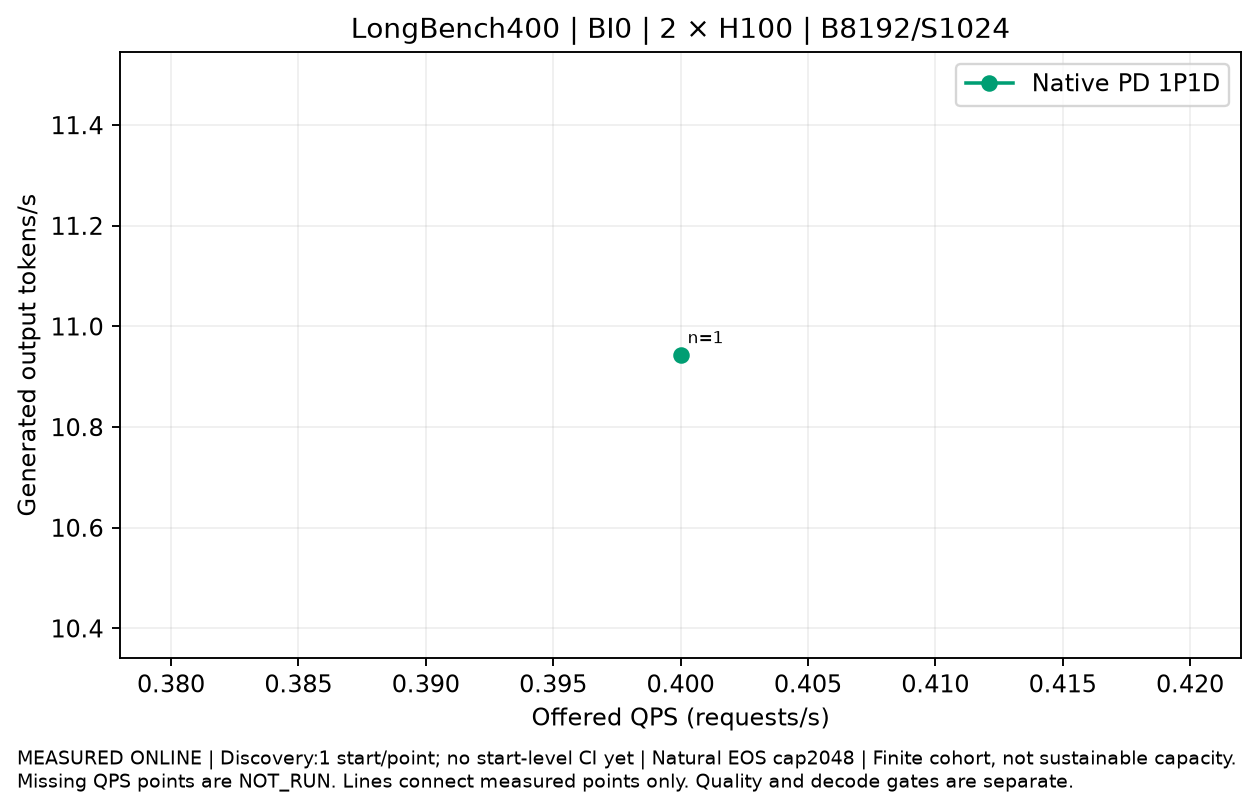 LongBench400 | BI0 | 2 × H100 | B8192/S1024
Native PD 1P1D
11.4
11.2
11.0
10.8
10.6
10.4
Generated output tokens/s
n=1
0.380 0.385 0.390 0.395 0.400 0.405 0.410 0.415 0.420
Offered QPS (requests/s)
MEASURED ONLINE | Discovery:1 start/point; no start-level CI yet | Natural EOS cap2048 | Finite cohort, not sustainable capacity.
Missing QPS points are NOT_RUN. Lines connect measured points only. Quality and decode gates are separate.